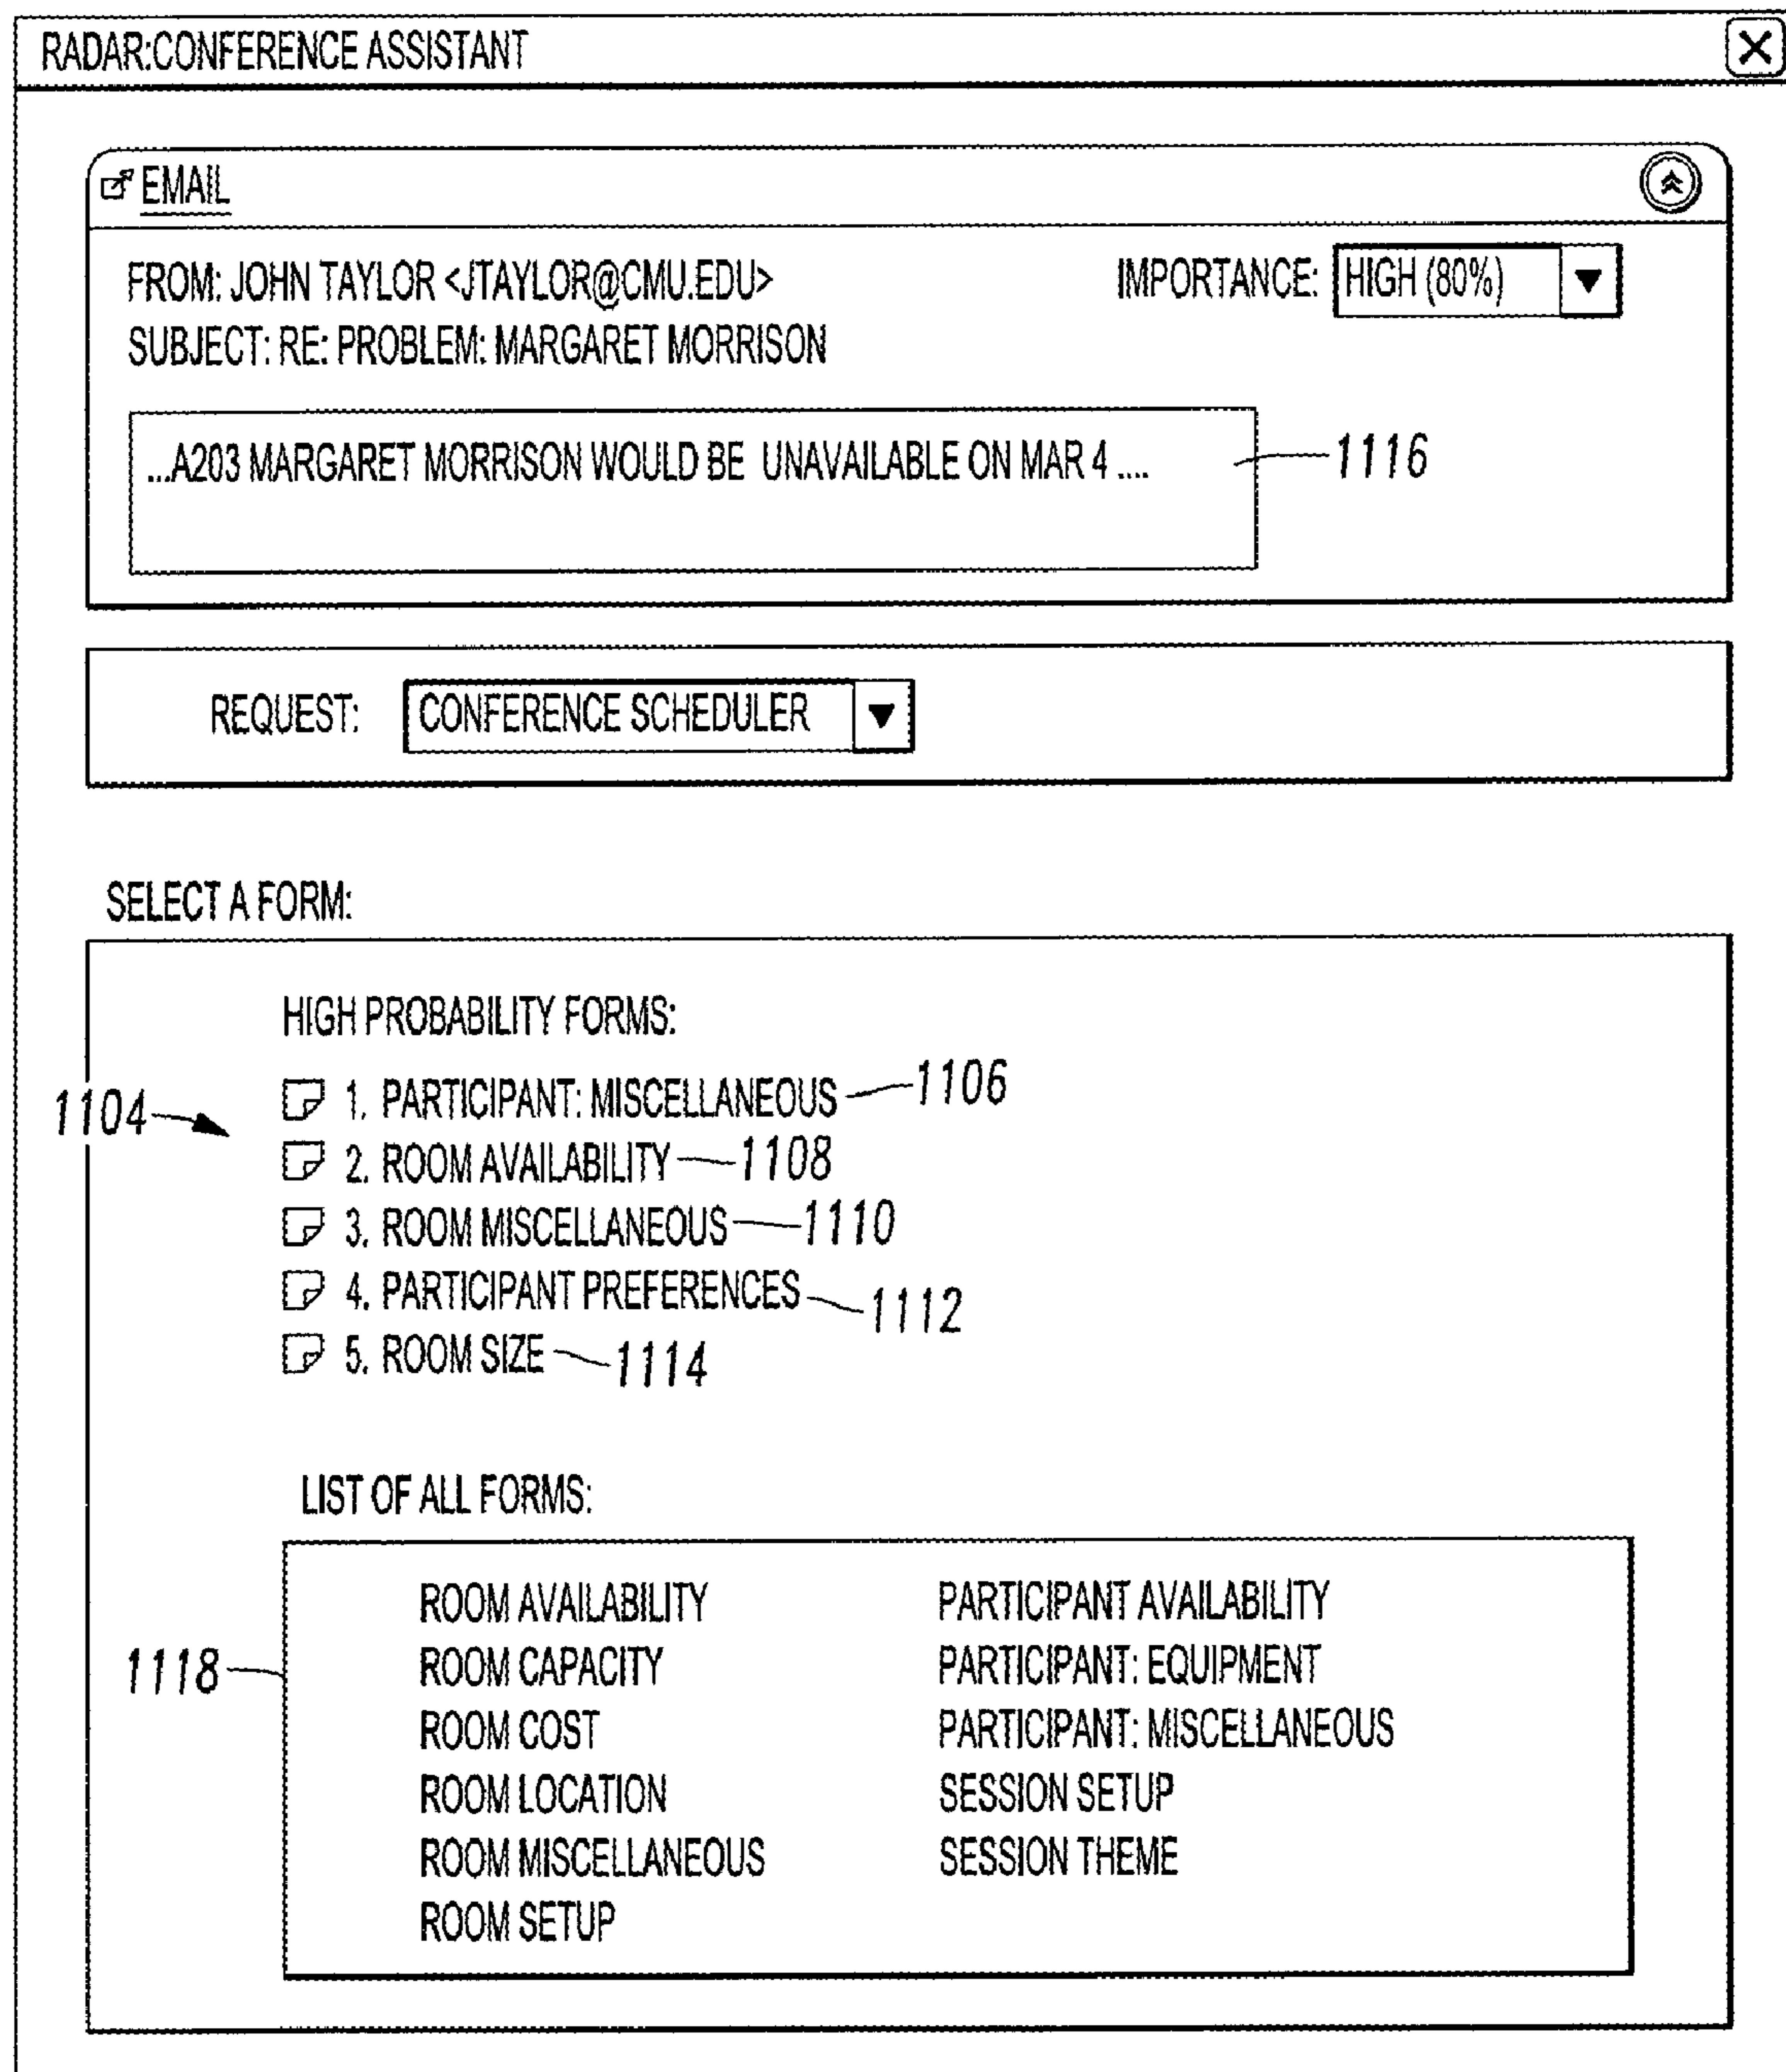 RADAR:CONFERENCE ASSISTANT
EMAIL
FROM: JOHN TAYLOR <JTAYLOR@CMU.EDU> IMPORTANCE: HIGH (80%)
SUBJECT: RE: PROBLEM: MARGARET MORRISON
...A203 MARGARET MORRISON WOULD BE UNAVAILABLE ON MAR 4 .... 1116
REQUEST: CONFERENCE SCHEDULER
SELECT A FORM:
HIGH PROBABILITY FORMS:
1104
1. PARTICIPANT: MISCELLANEOUS 1106
2. ROOM AVAILABILITY 1108
3. ROOM MISCELLANEOUS 1110
4. PARTICIPANT PREFERENCES 1112
5. ROOM SIZE 1114
LIST OF ALL FORMS:
1118
ROOM AVAILABILITY PARTICIPANT AVAILABILITY
ROOM CAPACITY PARTICIPANT: EQUIPMENT
ROOM COST PARTICIPANT: MISCELLANEOUS
ROOM LOCATION SESSION SETUP
ROOM MISCELLANEOUS SESSION THEME
ROOM SETUP